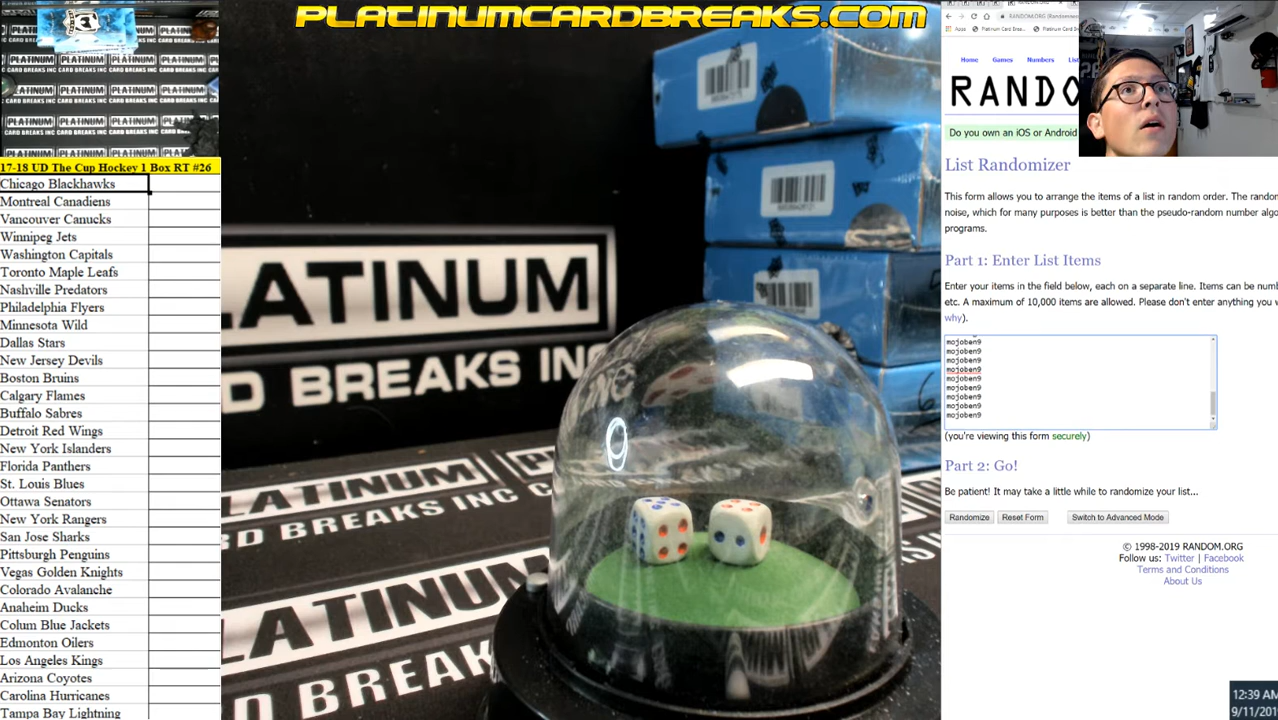 PLATINUMCARDBREAKS.COM
17-18 UD The Cup Hockey 1 Box RT #26
Chicago Blackhawks
Montreal Canadiens
Vancouver Canucks
Winnipeg Jets
Washington Capitals
Toronto Maple Leafs
Nashville Predators
Philadelphia Flyers
Minnesota Wild
Dallas Stars
New Jersey Devils
Boston Bruins
Calgary Flames
Buffalo Sabres
Detroit Red Wings
New York Islanders
Florida Panthers
St. Louis Blues
Ottawa Senators
New York Rangers
San Jose Sharks
Pittsburgh Penguins
Vegas Golden Knights
Colorado Avalanche
Anaheim Ducks
Colum Blue Jackets
Edmonton Oilers
Los Angeles Kings
Arizona Coyotes
Carolina Hurricanes
Tampa Bay Lightning
LATINUM
RD BREAKS INC
PLATINUM
CARD BREAKS INC
Home Games Numbers
RANDO
Do you own an iOS or Android
List Randomizer
This form allows you to arrange the items of a list in random order. The
noise, which for many purposes is better than the pseudo-random number
programs.
Part 1: Enter List Items
Enter your items in the field below, each on a separate line. Items can be
etc. A maximum of 10,000 items are allowed. Please don't enter anything
why).
mojoben9
mojoben9
mojoben9
mojoben9
mojoben9
mojoben9
mojoben9
mojoben9
mojoben9
(you're viewing this form securely)
Part 2: Go!
Be patient! It may take a little while to randomize your list...
Randomize Reset Form Switch to Advanced Mode
© 1998-2019 RANDOM.ORG
Follow us: Twitter | Facebook
Terms and Conditions
About Us
12:39 AM